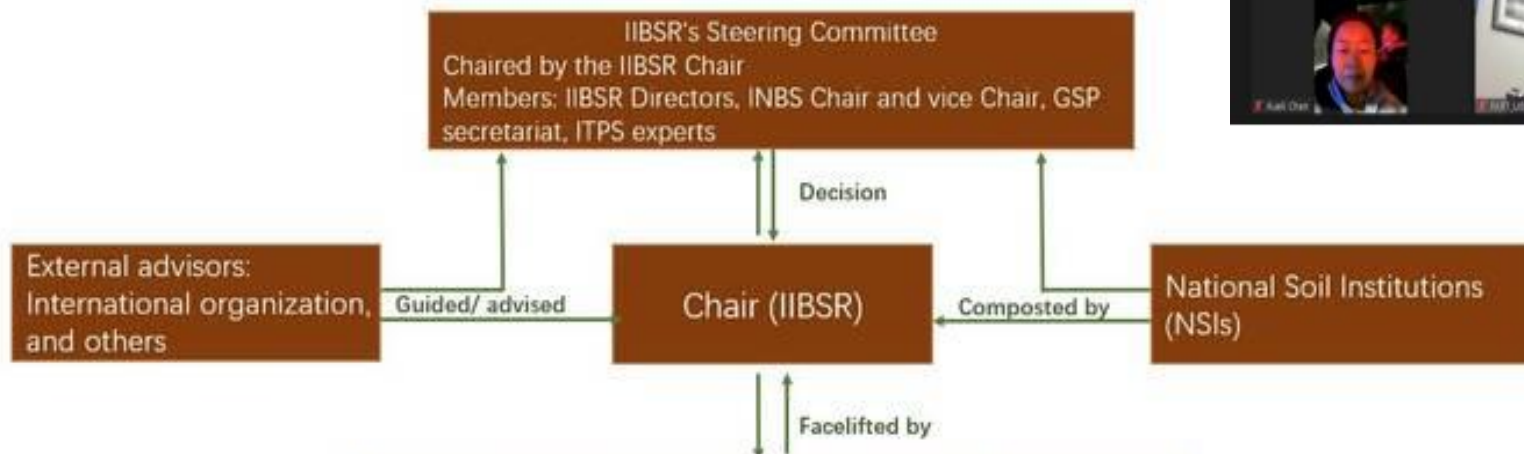 IIBSR's Steering Committee
Chaired by the IIBSR Chair
Members: IIBSR Directors, INBS Chair and vice Chair, GSP
secretariat, ITPS experts
Decision
External advisors:
International organization,
and others
Guided/ advised
Chair (IIBSR)
Composted by
National Soil Institutions
(NSIs)
Facelifted by